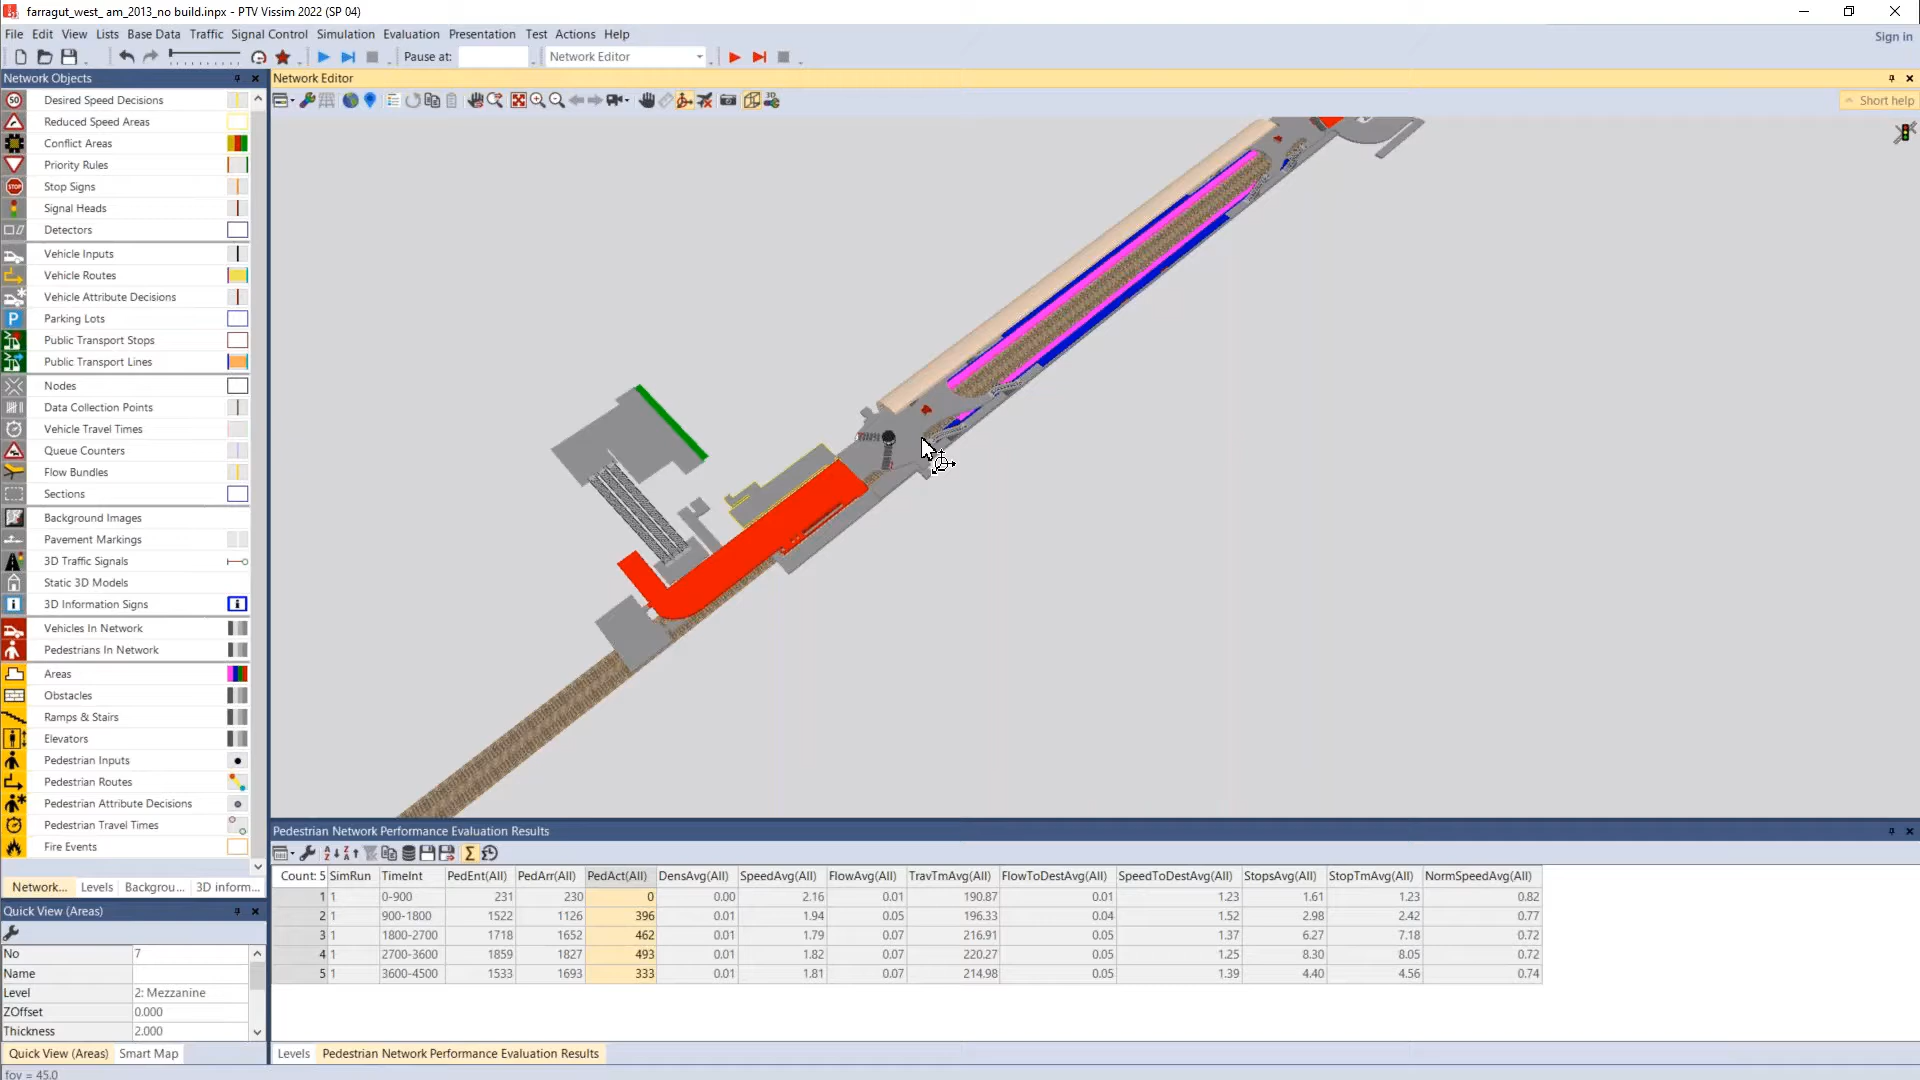 farragut_west_ am_2013_no build.inpx - PTV Vissim 2022 (SP 04)
File Edit View Lists Base Data Traffic Signal Control Simulation Evaluation Presentation Test Actions Help
Sign in
Pause at:
Network Editor
Network Objects
Network Editor
Short help
Desired Speed Decisions
Reduced Speed Areas
Conflict Areas
Priority Rules
Stop Signs
Signal Heads
Detectors
Vehicle Inputs
Vehicle Routes
Vehicle Attribute Decisions
Parking Lots
Public Transport Stops
Public Transport Lines
Nodes
Data Collection Points
Vehicle Travel Times
Queue Counters
Flow Bundles
Sections
Background Images
Pavement Markings
3D Traffic Signals
Static 3D Models
3D Information Signs
Vehicles In Network
Pedestrians In Network
Areas
Obstacles
Ramps & Stairs
Elevators
Pedestrian Inputs
Pedestrian Routes
Pedestrian Attribute Decisions
Pedestrian Travel Times
Fire Events
Network... Levels Backgrou... 3D inform...
Quick View (Areas)
No 7
Name
Level 2: Mezzanine
ZOffset 0.000
Thickness 2.000
Quick View (Areas) Smart Map
Pedestrian Network Performance Evaluation Results
Count: 5 SimRun TimeInt PedEnt(All) PedArr(All) PedAct(All) DensAvg(All) SpeedAvg(All) FlowAvg(All) TravTmAvg(All) FlowToDestAvg(All) SpeedToDestAvg(All) StopsAvg(All) StopTmAvg(All) NormSpeedAvg(All)
1 1 0-900 231 230 0 0.00 2.16 0.01 190.87 0.01 1.23 1.61 1.23 0.82
2 1 900-1800 1522 1126 396 0.01 1.94 0.05 196.33 0.04 1.52 2.98 2.42 0.77
3 1 1800-2700 1718 1652 462 0.01 1.79 0.07 216.91 0.05 1.37 6.27 7.18 0.72
4 1 2700-3600 1859 1827 493 0.01 1.82 0.07 220.27 0.05 1.25 8.30 8.05 0.72
5 1 3600-4500 1533 1693 333 0.01 1.81 0.07 214.98 0.05 1.39 4.40 4.56 0.74
Levels Pedestrian Network Performance Evaluation Results
fov = 45.0